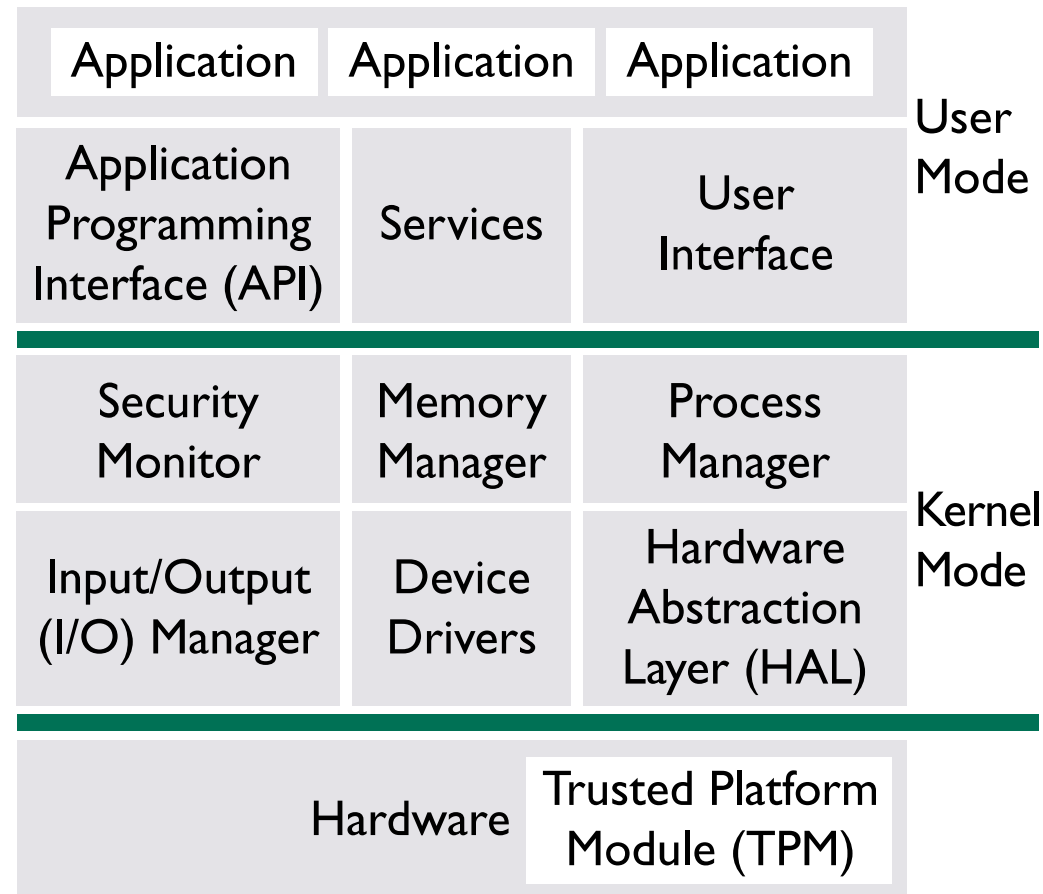 Application
Application
Application
User
Mode
Application
Programming
Interface (API)
Services
User
Interface
Security
Monitor
Memory
Manager
Process
Manager
Kernel
Mode
Input/Output
(I/O) Manager
Device
Drivers
Hardware
Abstraction
Layer (HAL)
Hardware
Trusted Platform
Module (TPM)